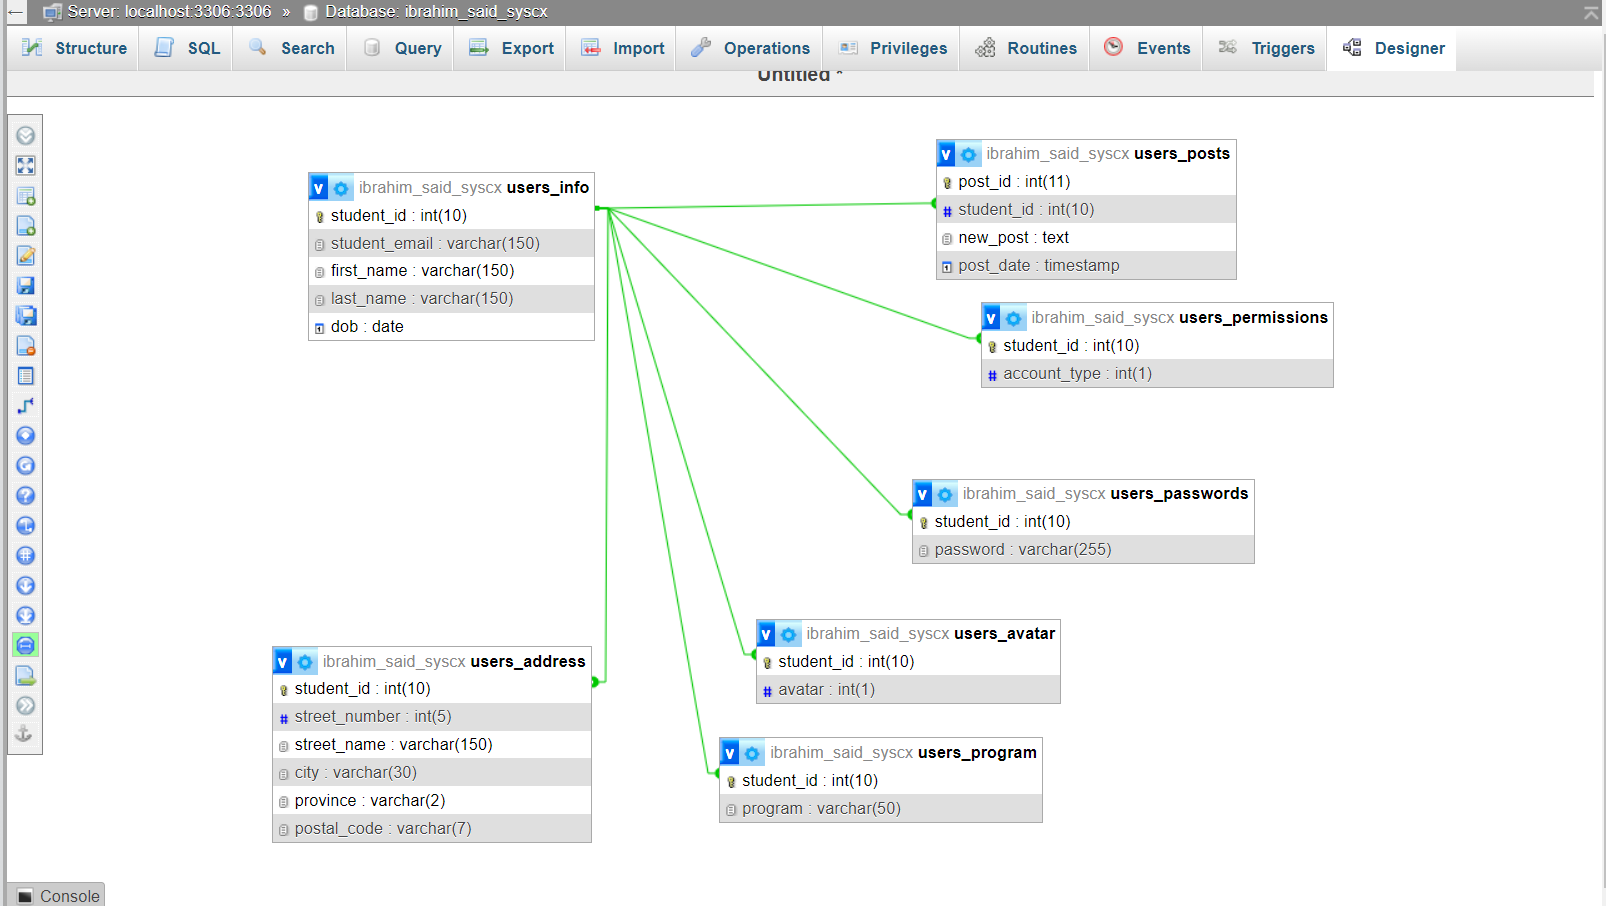 Server: localhost:3306:3306 » Database: ibrahim_said_syscx
Structure SQL Search Query Export Import Operations Privileges Routines Events Triggers Designer
Untitled *
v ibrahim_said_syscx users_info
student_id : int(10)
student_email : varchar(150)
first_name : varchar(150)
last_name : varchar(150)
dob : date
v ibrahim_said_syscx users_posts
post_id : int(11)
# student_id : int(10)
new_post : text
post_date : timestamp
v ibrahim_said_syscx users_permissions
student_id : int(10)
# account_type : int(1)
v ibrahim_said_syscx users_passwords
student_id : int(10)
password : varchar(255)
v ibrahim_said_syscx users_avatar
student_id : int(10)
# avatar : int(1)
v ibrahim_said_syscx users_address
student_id : int(10)
# street_number : int(5)
street_name : varchar(150)
city : varchar(30)
province : varchar(2)
postal_code : varchar(7)
v ibrahim_said_syscx users_program
student_id : int(10)
program : varchar(50)
Console